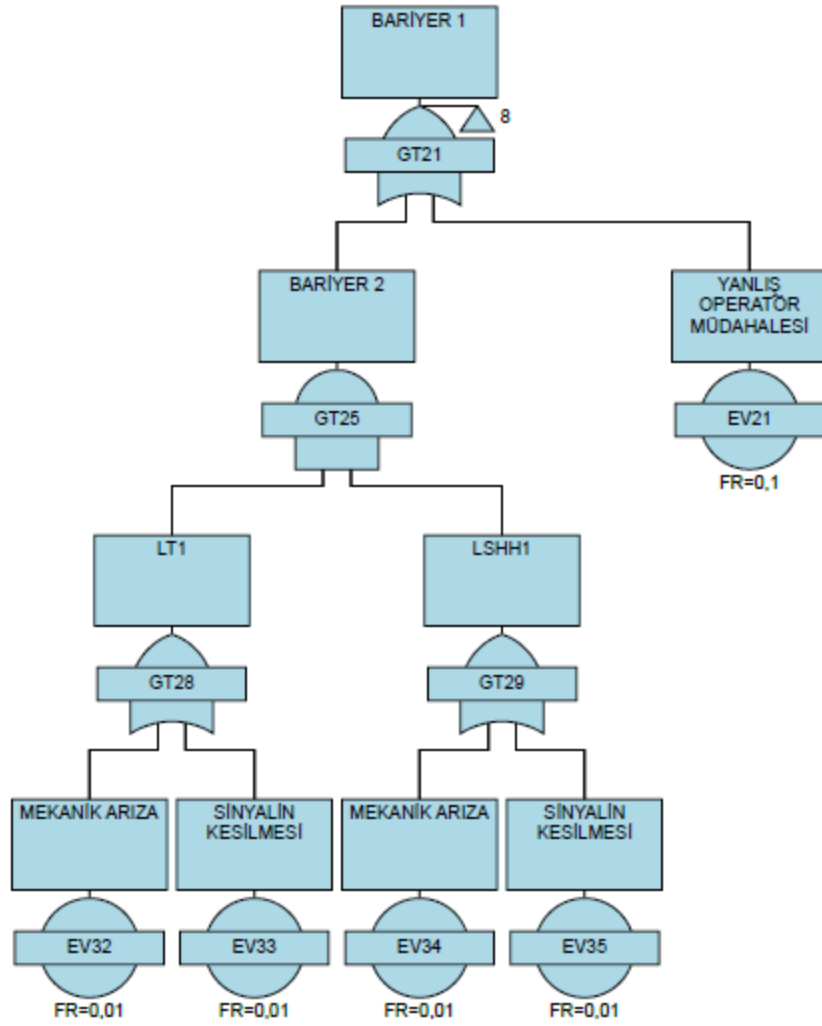 BARİYER 1
8
GT21
BARİYER 2
YANLIŞ
OPERATÖR
MÜDAHALESİ
GT25
EV21
FR=0,1
LT1
LSHH1
GT28
GT29
MEKANİK ARIZA
SİNYALİN
KESİLMESİ
MEKANİK ARIZA
SİNYALİN
KESİLMESİ
EV32
EV33
EV34
EV35
FR=0,01
FR=0,01
FR=0,01
FR=0,01